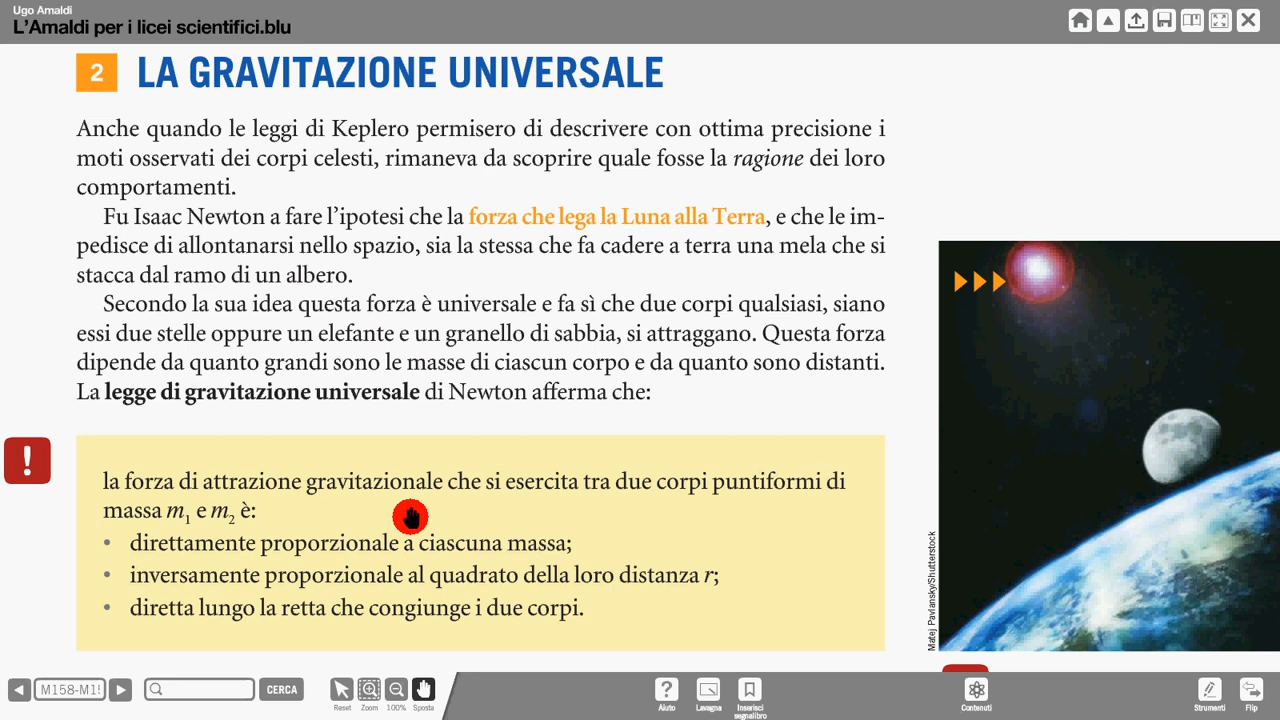 Ugo Amaldi
L'Amaldi per i licei scientifici.blu
2 LA GRAVITAZIONE UNIVERSALE
Anche quando le leggi di Keplero permisero di descrivere con ottima precisione i
moti osservati dei corpi celesti, rimaneva da scoprire quale fosse la ragione dei loro
comportamenti.
Fu Isaac Newton a fare l'ipotesi che la forza che lega la Luna alla Terra, e che le im-
pedisce di allontanarsi nello spazio, sia la stessa che fa cadere a terra una mela che si
stacca dal ramo di un albero.
Secondo la sua idea questa forza è universale e fa sì che due corpi qualsiasi, siano
essi due stelle oppure un elefante e un granello di sabbia, si attraggano. Questa forza
dipende da quanto grandi sono le masse di ciascun corpo e da quanto sono distanti.
La legge di gravitazione universale di Newton afferma che:
!
la forza di attrazione gravitazionale che si esercita tra due corpi puntiformi di
massa m1 e m2 è:
• direttamente proporzionale a ciascuna massa;
• inversamente proporzionale al quadrato della loro distanza r;
• diretta lungo la retta che congiunge i due corpi.
Matej Pavlansky/Shutterstock
M158-M1
CERCA
Reset Zoom 100% Sposta
Aiuto Lavagna Inserisci segnalibro
Contenuti
Strumenti Flip